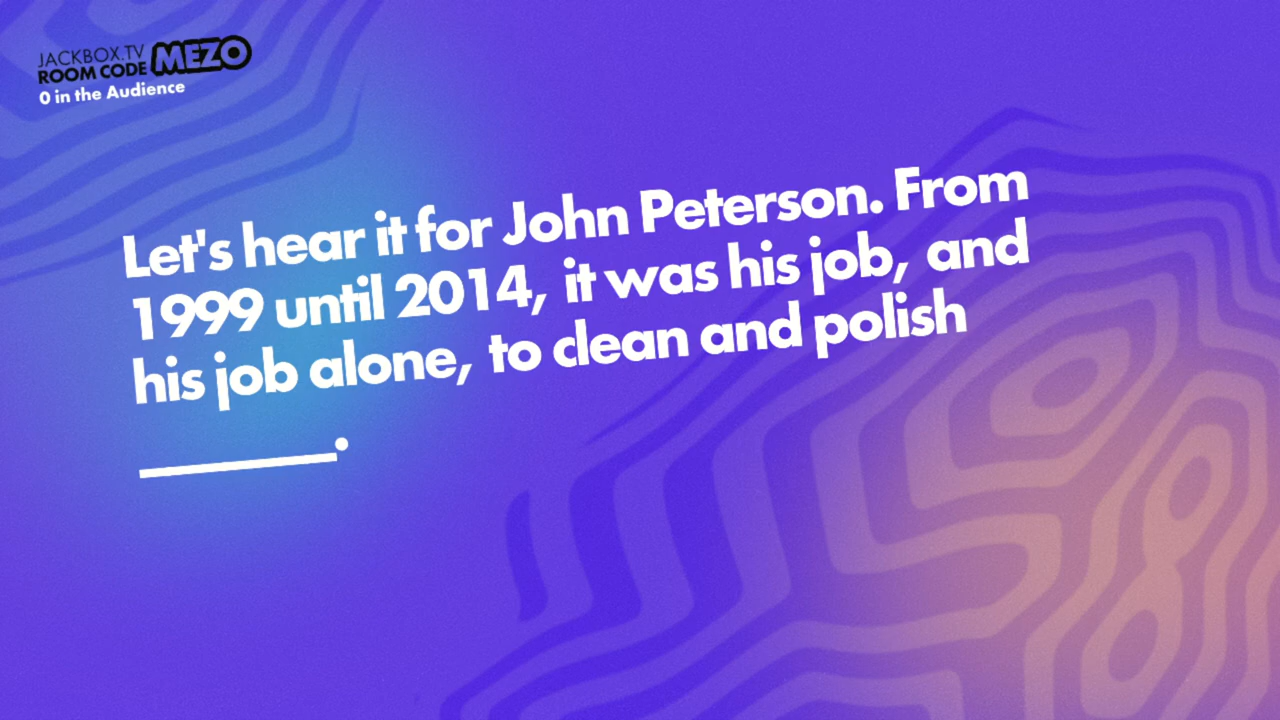 JACKBOX.TV
ROOM CODE MEZO
0 in the Audience
Let's hear it for John Peterson. From
1999 until 2014, it was his job, and
his job alone, to clean and polish
________.